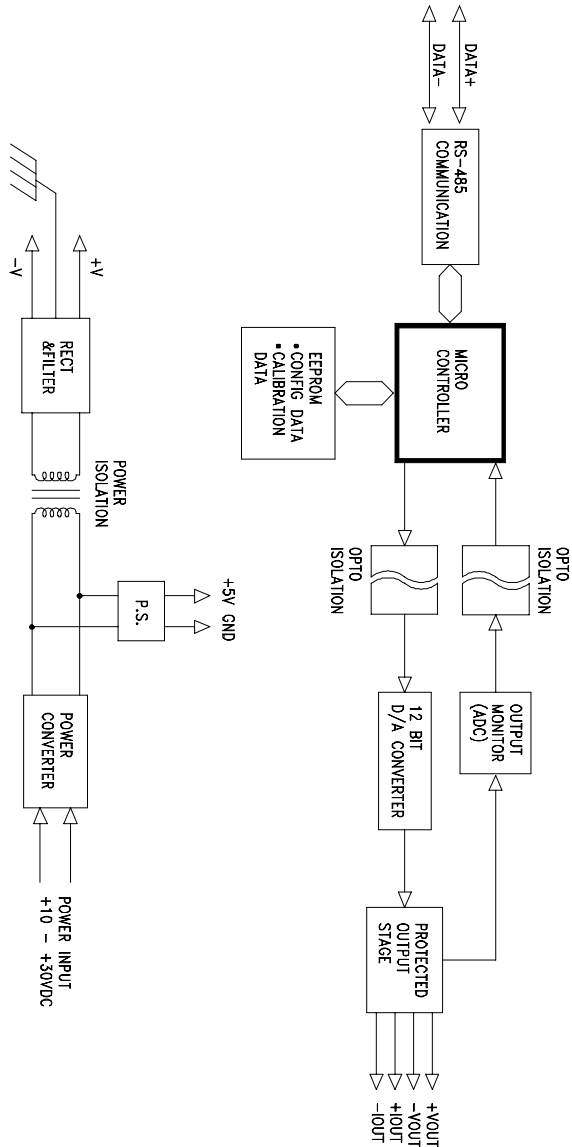 DATA+
DATA-
RS-485
COMMUNICATION
MICRO
CONTROLLER
EEPROM
• CONFIG DATA
• CALIBRATION
DATA
OPTO
ISOLATION
OPTO
ISOLATION
OUTPUT
MONITOR
(ADC)
12 BIT
D/A CONVERTER
PROTECTED
OUTPUT
STAGE
+VOUT
-VOUT
+IOUT
-IOUT
+V
-V
RECT
&FILTER
POWER
ISOLATION
+5V GND
P.S.
POWER
CONVERTER
POWER INPUT
+10 - +30VDC